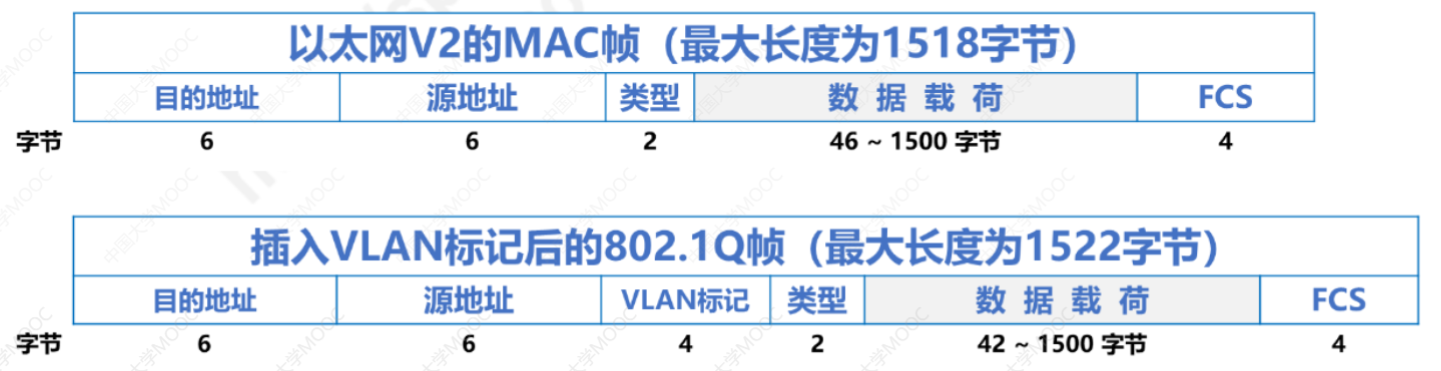 以太网V2的MAC帧（最大长度为1518字节）
目的地址 源地址 类型 数 据 载 荷 FCS
字节 6 6 2 46 ~ 1500 字节 4
插入VLAN标记后的802.1Q帧（最大长度为1522字节）
目的地址 源地址 VLAN标记 类型 数 据 载 荷 FCS
字节 6 6 4 2 42 ~ 1500 字节 4
中国大学MOOC